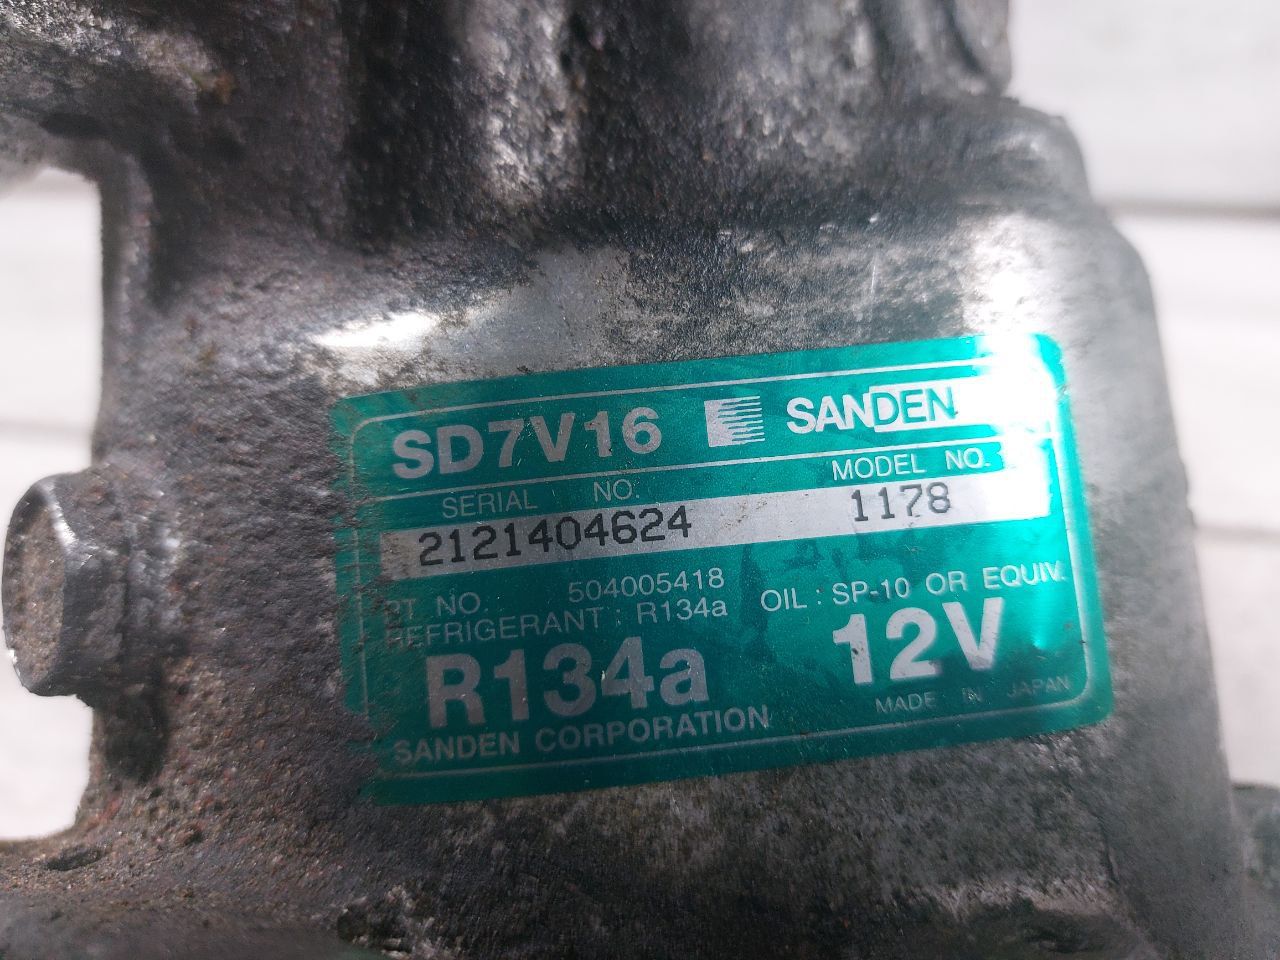 SD7V16 SANDEN
SERIAL NO. MODEL NO.
2121404624 1178
PT NO. 504005418
REFRIGERANT : R134a OIL : SP-10 OR EQUIV.
R134a 12V
SANDEN CORPORATION MADE IN JAPAN